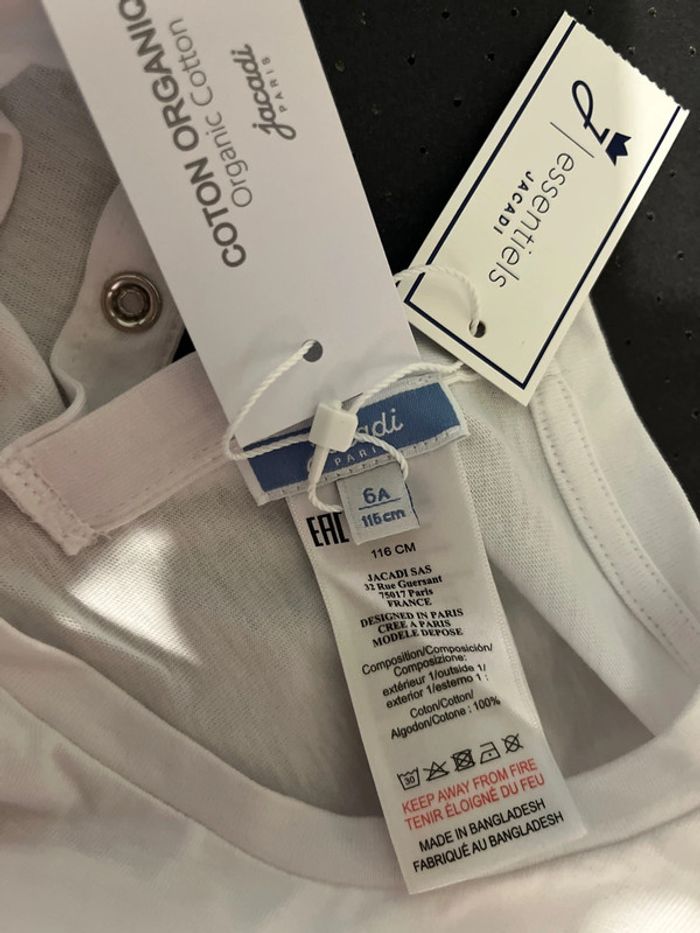 COTON ORGANIC
Organic Cotton
Jacadi
PARIS
J essentiels
JACADI
PARI
6A
116cm
EAC
116 CM
JACADI SAS
32 Rue Guersant
75017 Paris
FRANCE
DESIGNED IN PARIS
CREE A PARIS
MODELE DEPOSE
Composition/Composición/
Composizione:
extérieur 1/outside 1/
exterior 1/esterno 1 :
Coton/Cotton/
Algodon/Cotone : 100%
30
KEEP AWAY FROM FIRE
TENIR ÉLOIGNÉ DU FEU
MADE IN BANGLADESH
FABRIQUÉ AU BANGLADESH